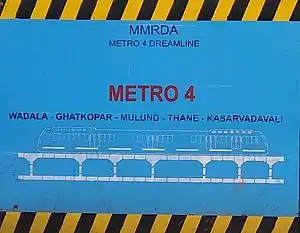 MMRDA
METRO 4 DREAMLINE
METRO 4
WADALA - GHATKOPAR - MULUND - THANE - KASARVADAVALI